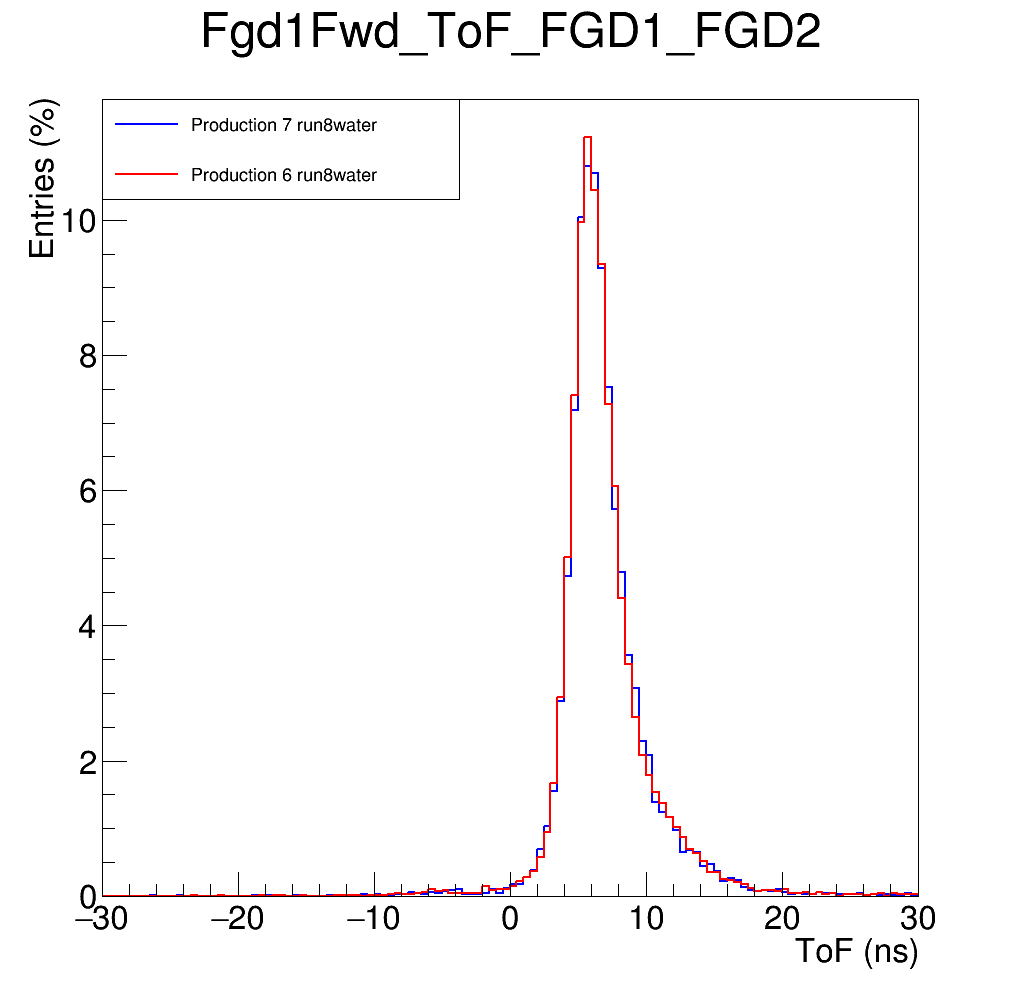 Fgd1Fwd_ToF_FGD1_FGD2
Entries (%)
Production 7 run8water
Production 6 run8water
10
8
6
4
2
0
−30
−20
−10
0
10
20
30
ToF (ns)